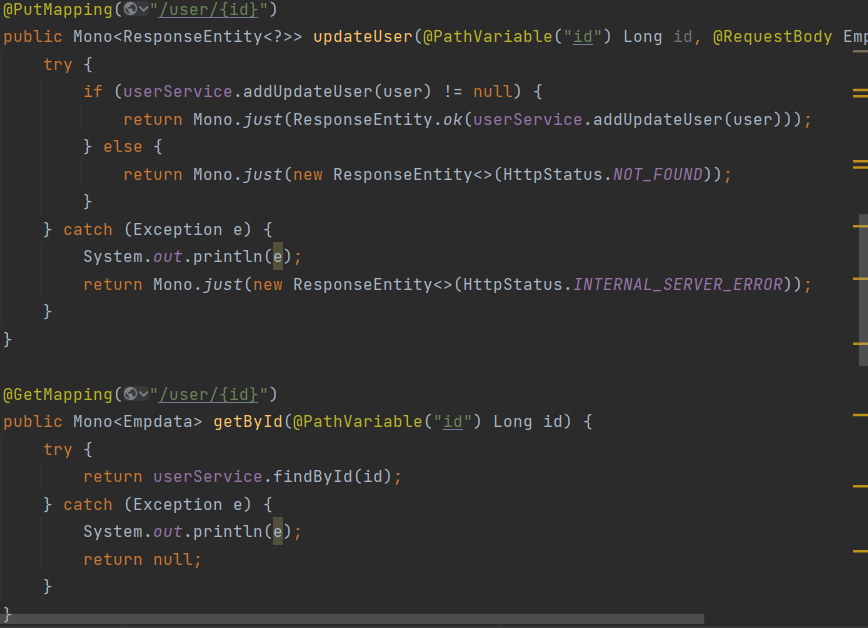 @PutMapping("/user/{id}")
public Mono<ResponseEntity<?>> updateUser(@PathVariable("id") Long id, @RequestBody Emp
    try {
        if (userService.addUpdateUser(user) != null) {
            return Mono.just(ResponseEntity.ok(userService.addUpdateUser(user)));
        } else {
            return Mono.just(new ResponseEntity<>(HttpStatus.NOT_FOUND));
        }
    } catch (Exception e) {
        System.out.println(e);
        return Mono.just(new ResponseEntity<>(HttpStatus.INTERNAL_SERVER_ERROR));
    }
}
@GetMapping("/user/{id}")
public Mono<Empdata> getById(@PathVariable("id") Long id) {
    try {
        return userService.findById(id);
    } catch (Exception e) {
        System.out.println(e);
        return null;
    }
}